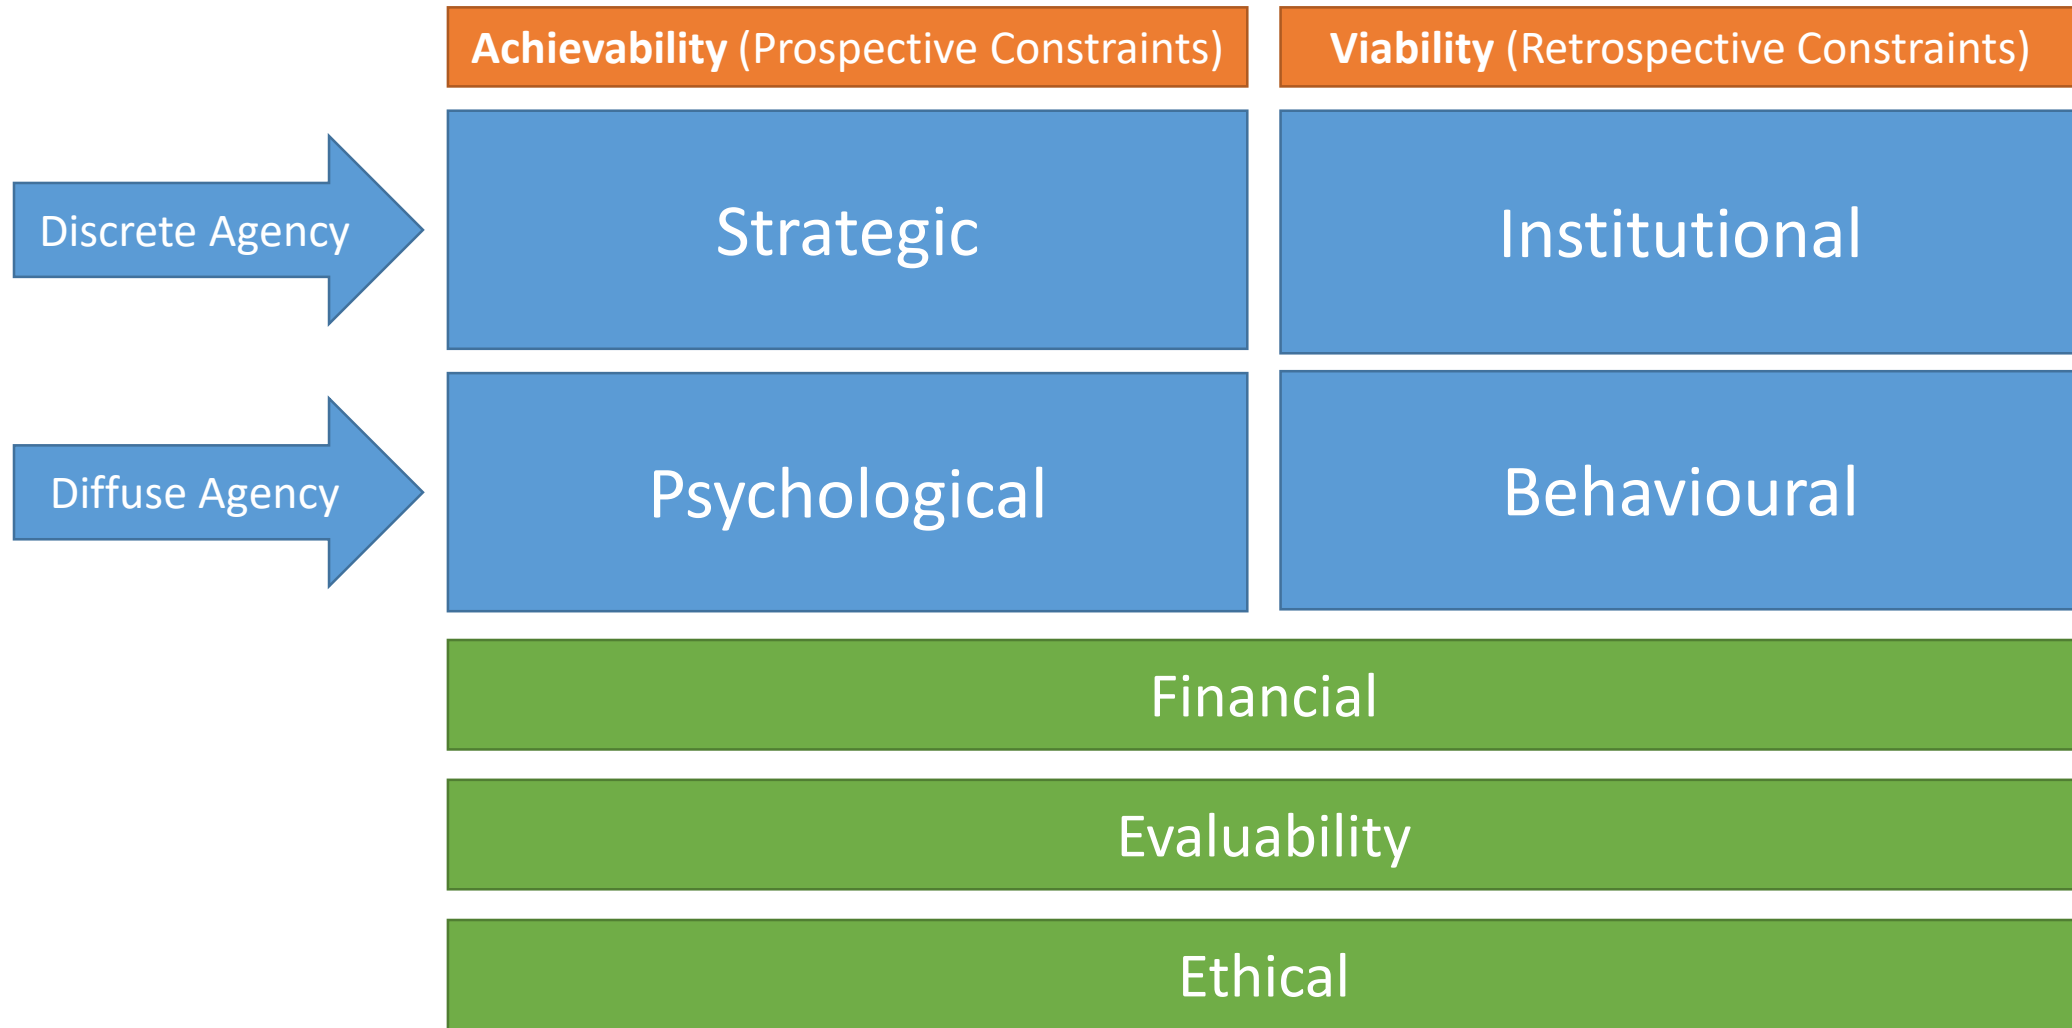 Achievability (Prospective Constraints)
Viability (Retrospective Constraints)
Discrete Agency
Strategic
Institutional
Diffuse Agency
Psychological
Behavioural
Financial
Evaluability
Ethical